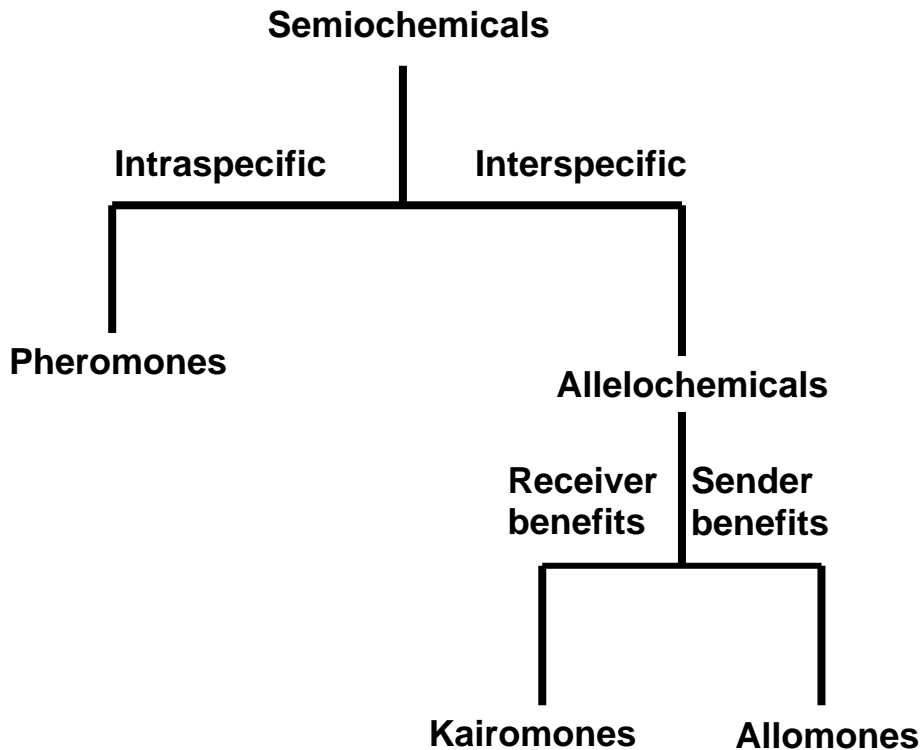 Semiochemicals
Intraspecific
Interspecific
Pheromones
Allelochemicals
Receiver
benefits
Sender
benefits
Kairomones
Allomones